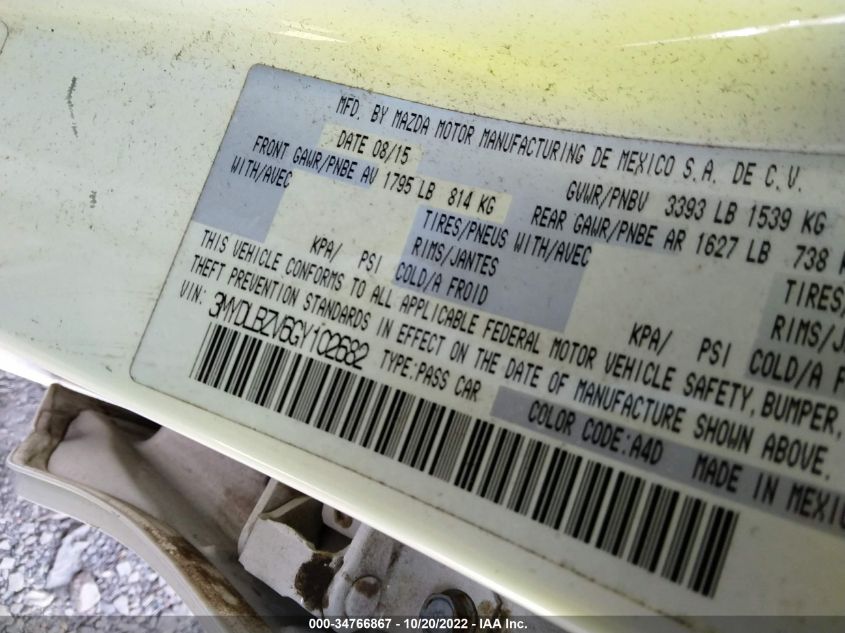 MFD. BY MAZDA MOTOR MANUFACTURING DE MEXICO S.A. DE C.V.
DATE 08/15 GVWR/PNBV 3393 LB 1539 KG
FRONT GAWR/PNBE AV 1795 LB 814 KG REAR GAWR/PNBE AR 1627 LB 738
WITH/AVEC TIRES/PNEUS WITH/AVEC TIRES/
RIMS/JANTES RIMS/J
KPA/ PSI COLD/A FROID KPA/ PSI COLD/A F
THIS VEHICLE CONFORMS TO ALL APPLICABLE FEDERAL MOTOR VEHICLE SAFETY, BUMPER,
THEFT PREVENTION STANDARDS IN EFFECT ON THE DATE OF MANUFACTURE SHOWN ABOVE.
VIN: 3MYDLBZV6GY102682 TYPE:PASS CAR
COLOR CODE:A4D MADE IN MEXICO
000-34766867 - 10/20/2022 - IAA Inc.